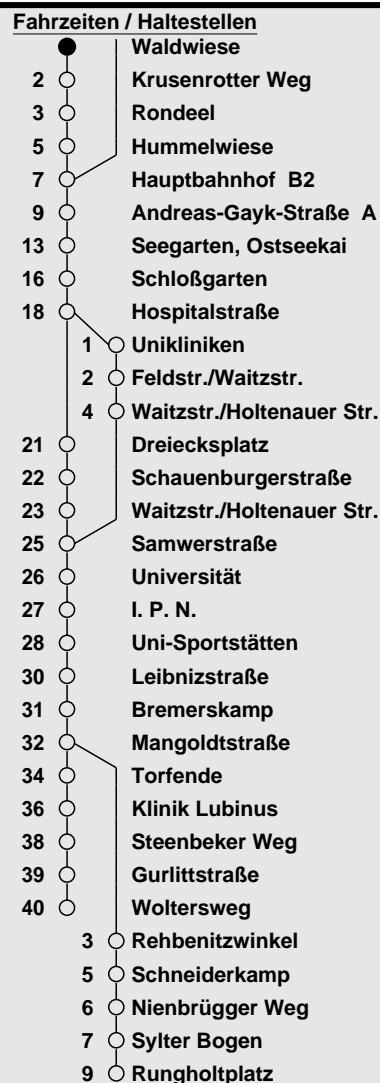 Fahrzeiten / Haltestellen
Waldwiese
2 Krusenrotter Weg
3 Rondeel
5 Hummelwiese
7 Hauptbahnhof B2
9 Andreas-Gayk-Straße A
13 Seegarten, Ostseekai
16 Schloßgarten
18 Hospitalstraße
1 Unikliniken
2 Feldstr./Waitzstr.
4 Waitzstr./Holtenauer Str.
21 Dreiecksplatz
22 Schauenburgerstraße
23 Waitzstr./Holtenauer Str.
25 Samwerstraße
26 Universität
27 I. P. N.
28 Uni-Sportstätten
30 Leibnizstraße
31 Bremerskamp
32 Mangoldtstraße
34 Torfende
36 Klinik Lubinus
38 Steenbeker Weg
39 Gurlittstraße
40 Woltersweg
3 Rehbenitzwinkel
5 Schneiderkamp
6 Nienbrügger Weg
7 Sylter Bogen
9 Rungholtplatz